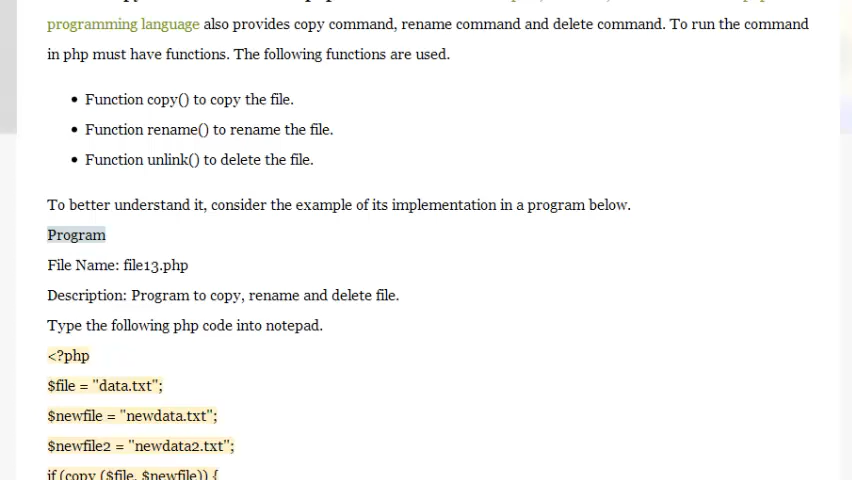 programming language also provides copy command, rename command and delete command. To run the command
in php must have functions. The following functions are used.
• Function copy() to copy the file.
• Function rename() to rename the file.
• Function unlink() to delete the file.
To better understand it, consider the example of its implementation in a program below.
Program
File Name: file13.php
Description: Program to copy, rename and delete file.
Type the following php code into notepad.
<?php
$file = "data.txt";
$newfile = "newdata.txt";
$newfile2 = "newdata2.txt";
if (copy ($file, $newfile)) {